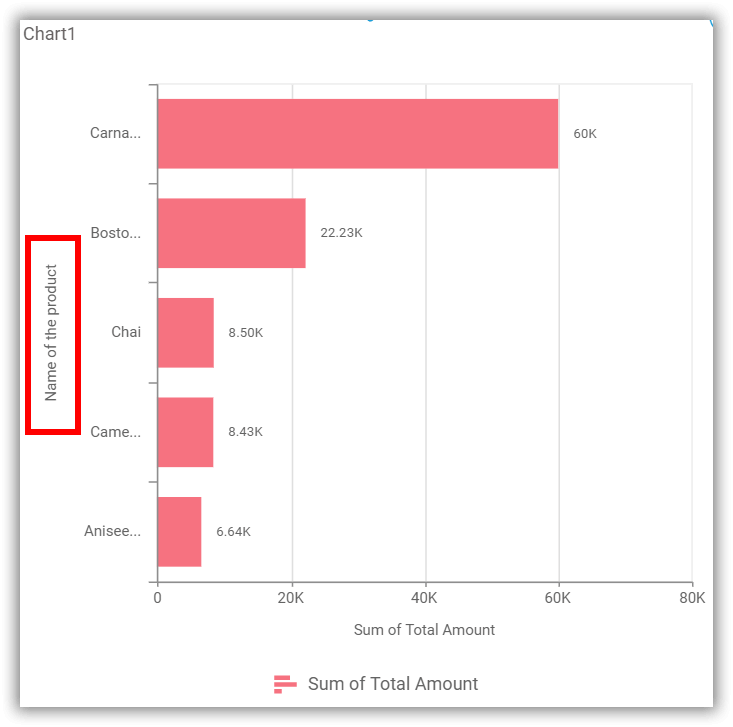 Chart1
Carna...
60K
Bosto...
22.23K
Name of the product
Chai
8.50K
Came...
8.43K
Anisee...
6.64K
0 20K 40K 60K 80K
Sum of Total Amount
Sum of Total Amount